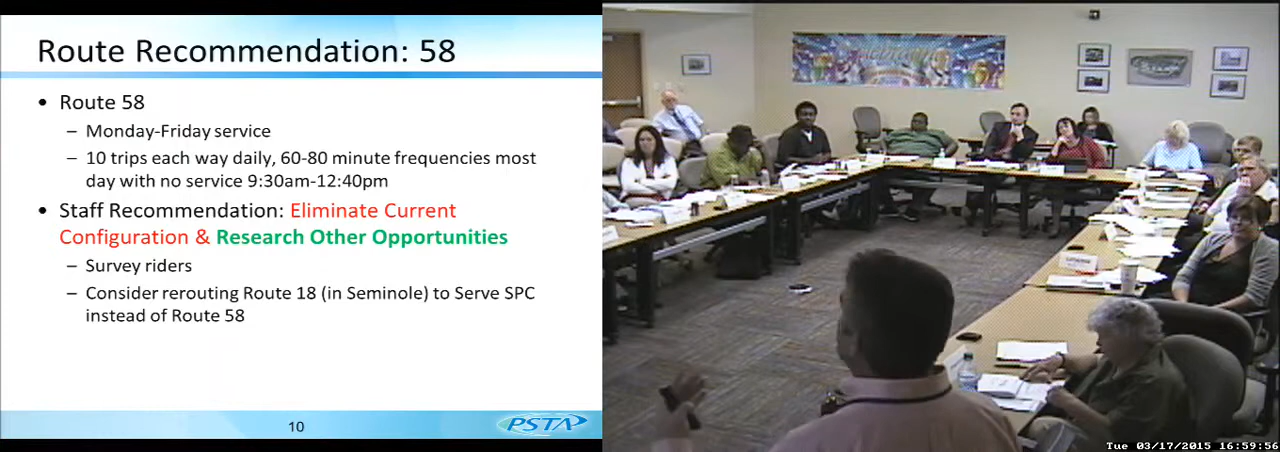 Route Recommendation: 58
• Route 58
– Monday-Friday service
– 10 trips each way daily, 60-80 minute frequencies most
day with no service 9:30am-12:40pm
• Staff Recommendation: Eliminate Current
Configuration & Research Other Opportunities
– Survey riders
– Consider rerouting Route 18 (in Seminole) to Serve SPC
instead of Route 58
10
PSTA
Tue 03/17/2015 16:59:56